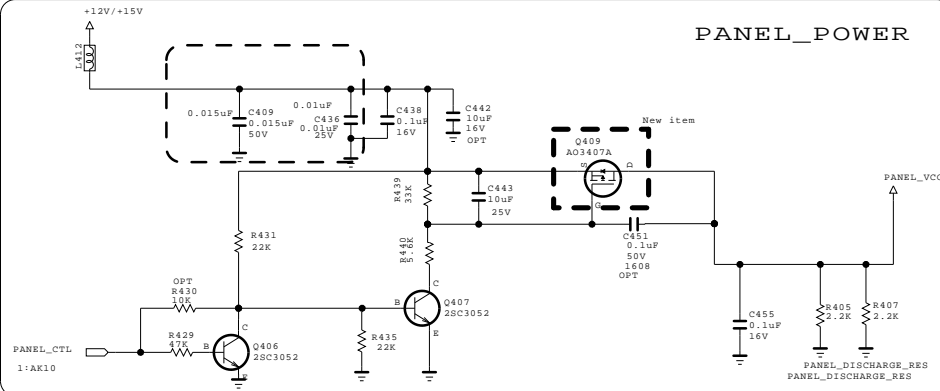 +12V/+15V
PANEL_POWER
L412
0.015uF
C409
0.015uF
50V
0.01uF
C436
0.01uF
25V
C438
0.1uF
16V
C442
10uF
16V
OPT
New item
Q409
AO3407A
S
D
G
PANEL_VCC
R439
33K
C443
10uF
25V
R431
22K
R440
5.6K
C451
0.1uF
50V
1608
OPT
OPT
R430
10K
C
B
Q407
2SC3052
E
R429
47K
B
C
Q406
2SC3052
E
R435
22K
PANEL_CTL
1:AK10
C455
0.1uF
16V
R405
2.2K
R407
2.2K
PANEL_DISCHARGE_RES
PANEL_DISCHARGE_RES